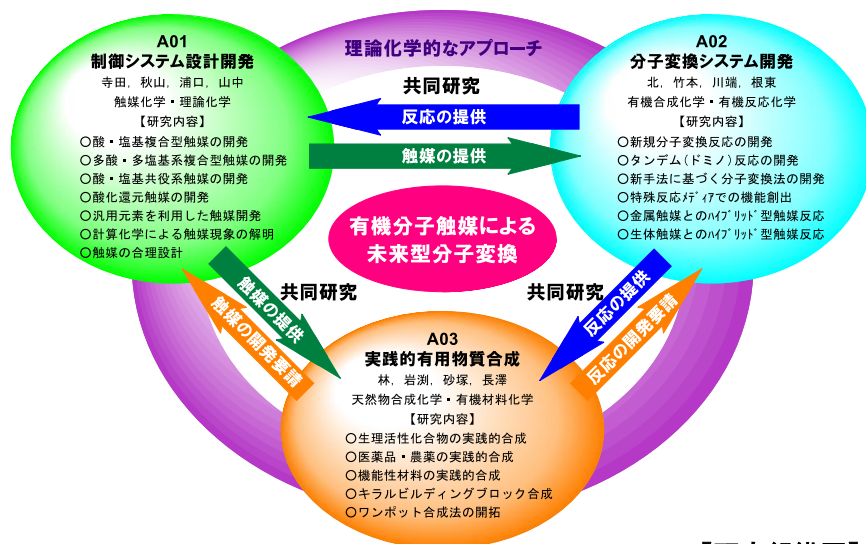 理論化学的なアプローチ
A01
制御システム設計開発
寺田, 秋山, 浦口, 山中
触媒化学・理論化学
【研究内容】
○酸・塩基複合型触媒の開発
○多酸・多塩基系複合型触媒の開発
○酸・塩基共役系触媒の開発
○酸化還元触媒の開発
○汎用元素を利用した触媒開発
○計算化学による触媒現象の解明
○触媒の合理設計
共同研究
反応の提供
触媒の提供
A02
分子変換システム開発
北, 竹本, 川端, 根東
有機合成化学・有機反応化学
【研究内容】
○新規分子変換反応の開発
○タンデム(ドミノ)反応の開発
○新手法に基づく分子変換法の開発
○特殊反応ﾒﾃﾞｨｱでの機能創出
○金属触媒とのﾊｲﾌﾞﾘｯﾄﾞ型触媒反応
○生体触媒とのﾊｲﾌﾞﾘｯﾄﾞ型触媒反応
有機分子触媒による
未来型分子変換
共同研究
触媒の提供
触媒の開発要請
共同研究
反応の提供
反応の開発要請
A03
実践的有用物質合成
林, 岩渕, 砂塚, 長澤
天然物合成化学・有機材料化学
【研究内容】
○生理活性化合物の実践的合成
○医薬品・農薬の実践的合成
○機能性材料の実践的合成
○キラルビルディングブロック合成
○ワンポット合成法の開拓